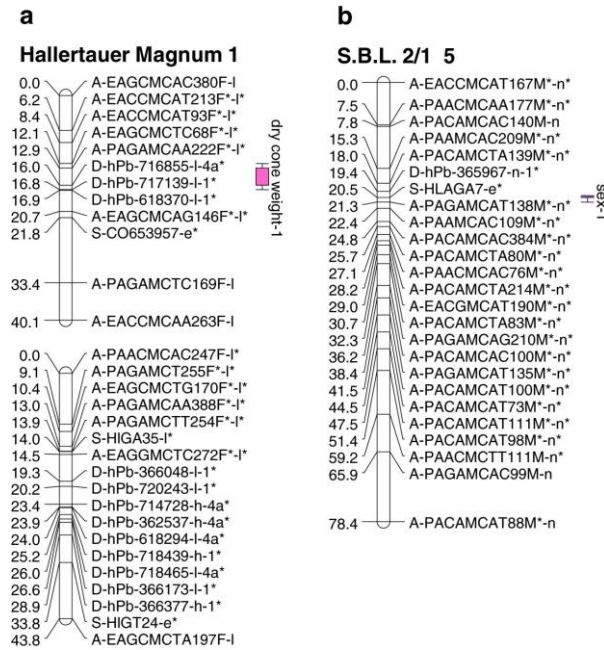 a
Hallertauer Magnum 1
0.0 A-EAGCMCAC380F-l
6.2 A-EACCMCAT213F*-l*
8.4 A-EACCMCAT93F*-l*
12.1 A-EAGCMCTC68F*-l*
12.9 A-PAGAMCAA222F*-l*
16.0 D-hPb-716855-l-4a*
16.8 D-hPb-717139-l-1*
16.9 D-hPb-618370-l-1*
20.7 A-EAGCMCAG146F*-l*
21.8 S-CO653957-e*
33.4 A-PAGAMCTC169F-l
40.1 A-EACCMCAA263F-l
dry cone weight-1
0.0 A-PAACMCAC247F-l*
9.1 A-PAGAMCT255F*-l*
10.4 A-EAGCMCTG170F*-l*
13.0 A-PAGAMCAA388F*-l*
13.9 A-PAGAMCTT254F*-l*
14.0 S-HIGA35-l*
14.5 A-EAGGMCTC272F*-l*
19.3 D-hPb-366048-l-1*
20.2 D-hPb-720243-l-1*
23.4 D-hPb-714728-h-4a*
23.9 D-hPb-362537-h-4a*
24.0 D-hPb-618294-l-4a*
25.2 D-hPb-718439-h-1*
26.0 D-hPb-718465-l-4a*
26.6 D-hPb-366173-l-1*
28.9 D-hPb-366377-h-1*
33.8 S-HIGT24-e*
43.8 A-EAGCMCTA197F-l
b
S.B.L. 2/1 5
0.0 A-EACCMCAT167M*-n*
7.5 A-PAACMCAA177M*-n*
7.8 A-PACAMCAC140M-n
15.3 A-PAAMCAC209M*-n*
18.0 A-PACAMCTA139M*-n*
19.4 D-hPb-365967-n-1*
20.5 S-HLAGA7-e*
21.3 A-PAGAMCAT138M*-n*
22.4 A-PAAMCAC109M*-n*
24.8 A-PACAMCAC384M*-n*
25.7 A-PACAMCTA80M*-n*
27.1 A-PAACMCAC76M*-n*
28.2 A-PACAMCTA214M*-n*
29.0 A-EACGMCAT190M*-n*
30.7 A-PACAMCTA83M*-n*
32.3 A-PAGAMCAG210M*-n*
36.2 A-PACAMCAC100M*-n*
38.4 A-PAGAMCAT135M*-n*
41.5 A-PACAMCAT100M*-n*
44.5 A-PACAMCAT73M*-n*
47.5 A-PACAMCAT111M*-n*
51.4 A-PACAMCAT98M*-n*
59.2 A-PAACMCTT111M-n
65.9 A-PAGAMCAC99M-n
78.4 A-PACAMCAT88M*-n